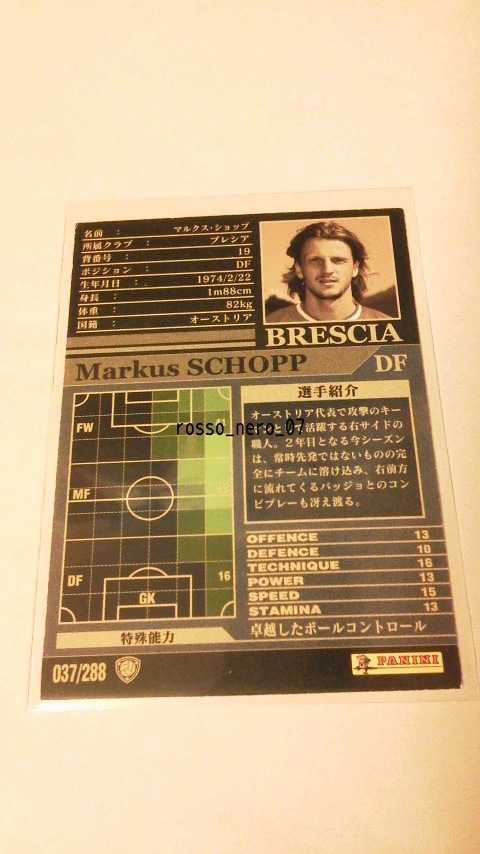 名前 : マルクス・ショップ
所属クラブ : ブレシア
背番号 : 19
ポジション : DF
生年月日 : 1974/2/22
身長 : 1m88cm
体重 : 82kg
国籍 : オーストリア
BRESCIA
Markus SCHOPP DF
選手紹介
オーストリア代表で攻撃のキー
して活躍する右サイドの
職人。2年目となる今シーズン
は、常時先発ではないものの完
全にチームに溶け込み、右前方
に流れてくるバッジョとのコン
ビプレーも冴え渡る。
rosso_nero_07
FW
MF
DF 16
GK
OFFENCE 13
DEFENCE 10
TECHNIQUE 16
POWER 13
SPEED 15
STAMINA 13
特殊能力 卓越したボールコントロール
037/288
PANINI